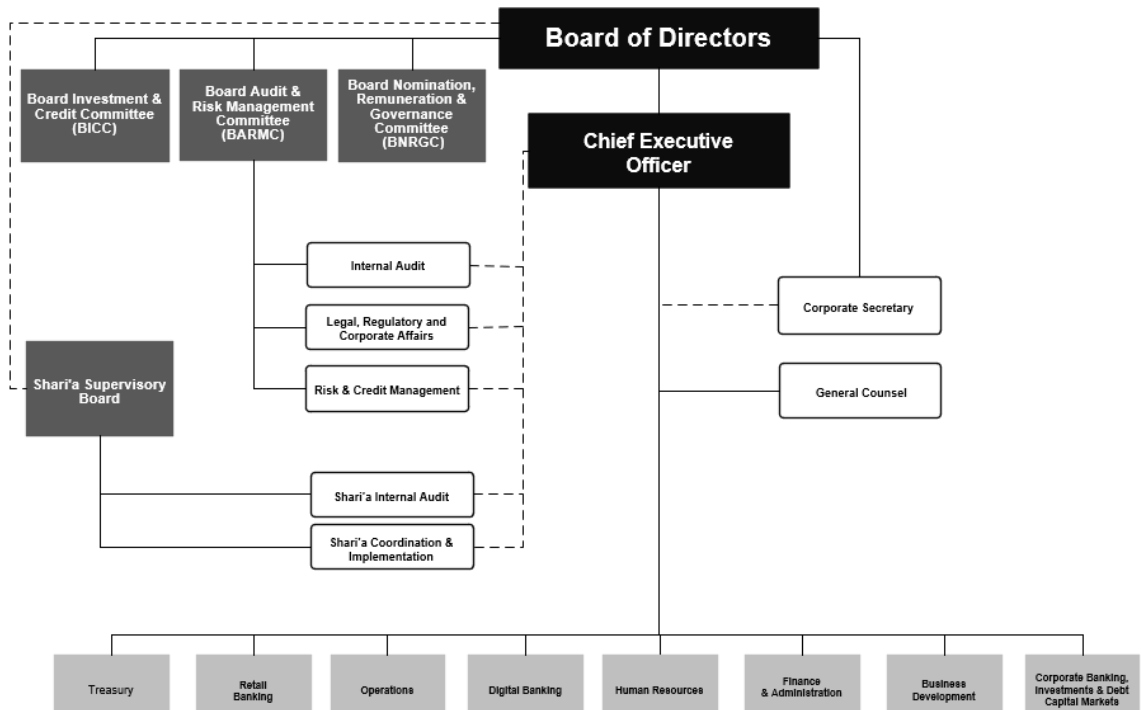 Board of Directors
Board Investment &
Credit Committee
(BICC)
Board Audit &
Risk Management
Committee
(BARMC)
Board Nomination,
Remuneration &
Governance
Committee
(BNRGC)
Chief Executive
Officer
Internal Audit
Corporate Secretary
Legal, Regulatory and
Corporate Affairs
Shari'a Supervisory
Board
Risk & Credit Management
General Counsel
Shari'a Internal Audit
Shari'a Coordination &
Implementation
Treasury
Retail
Banking
Operations
Digital Banking
Human Resources
Finance
& Administration
Business
Development
Corporate Banking,
Investments & Debt
Capital Markets